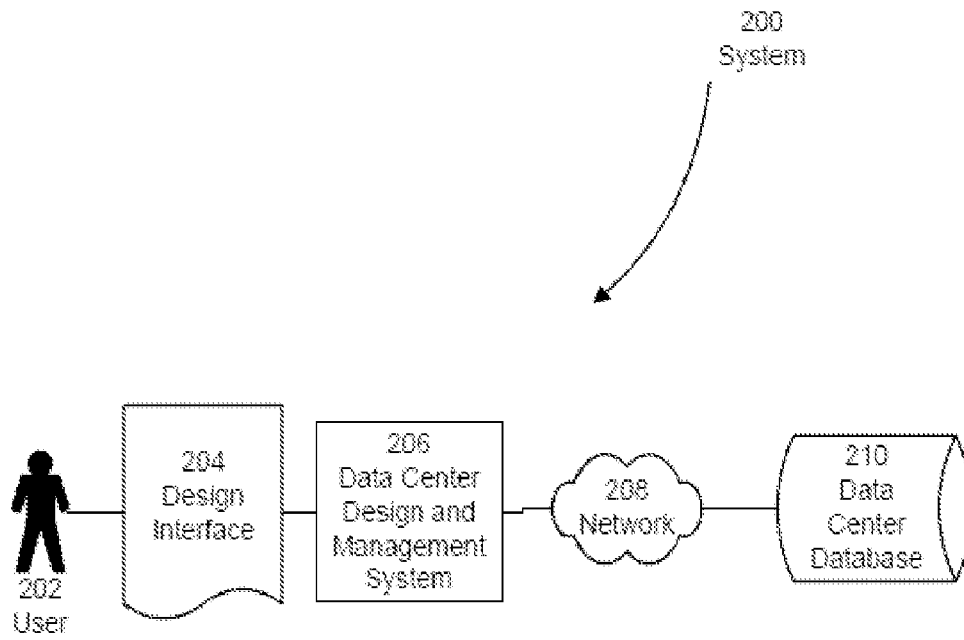 200
System
204
Design
Interface
206
Data Center
Design and
Management
System
208
Network
210
Data
Center
Database
202
User